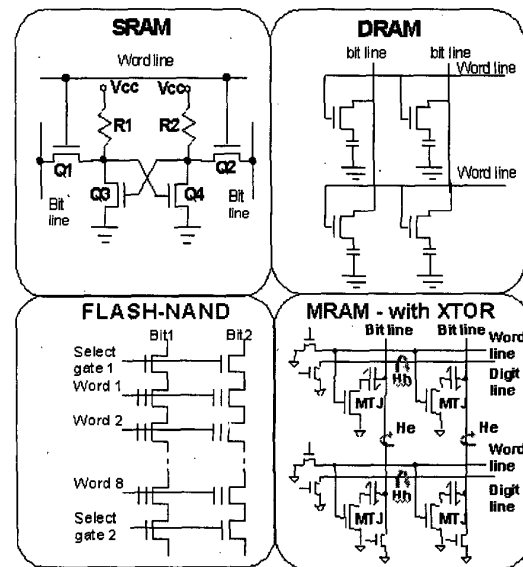 SRAM
Word line
Vcc Vcc
R1 R2
Q1 Q2
Q3 Q4
Bit line
Bit line
DRAM
bit line bit line
Word line
Word line
FLASH-NAND
Bit1 Bit2
Select gate 1
Word 1
Word 2
Word 8
Select gate 2
MRAM - with XTOR
Bit line Bit line
Word line
Digit line
Hh
MTJ MTJ
He He
Word line
Digit line
Hh
MTJ MTJ